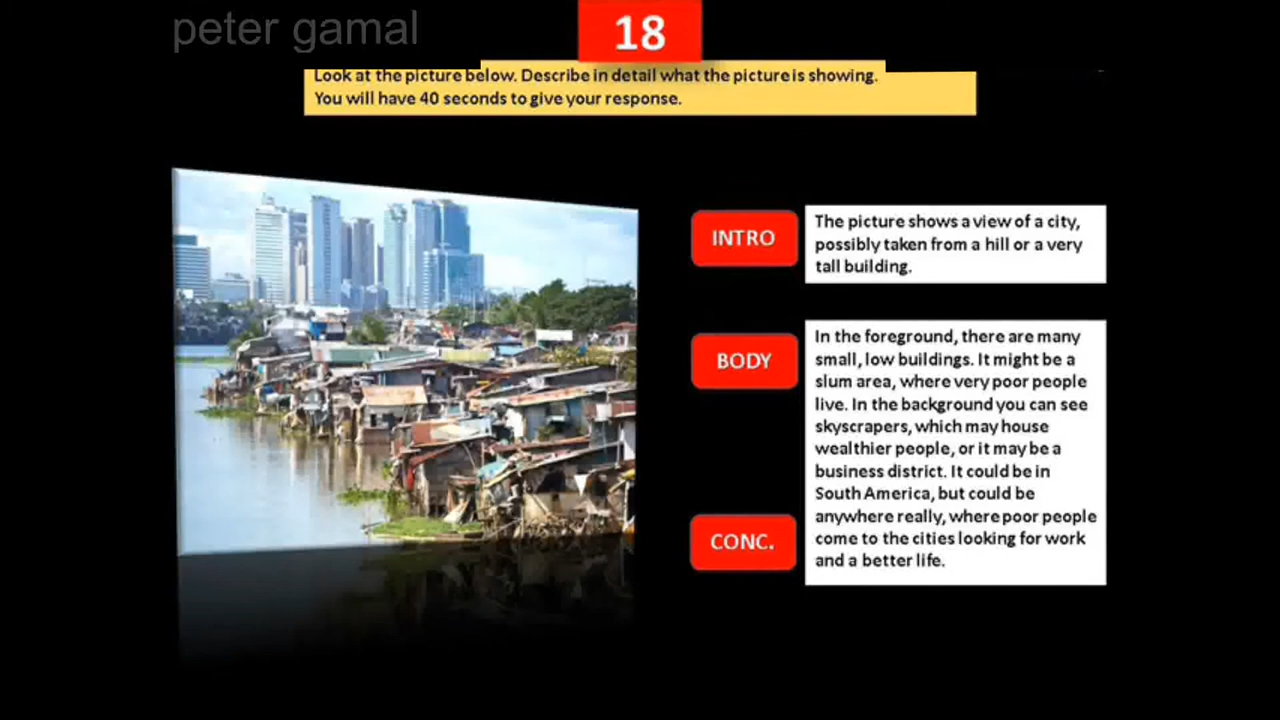 peter gamal
18
Look at the picture below. Describe in detail what the picture is showing.
You will have 40 seconds to give your response.
INTRO
The picture shows a view of a city,
possibly taken from a hill or a very
tall building.
BODY
In the foreground, there are many
small, low buildings. It might be a
slum area, where very poor people
live. In the background you can see
skyscrapers, which may house
wealthier people, or it may be a
business district. It could be in
South America, but could be
anywhere really, where poor people
come to the cities looking for work
and a better life.
CONC.